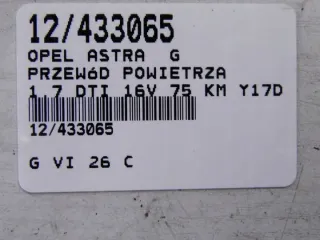 12/433065
OPEL ASTRA G
PRZEWÓD POWIETRZA
1.7 DTI 16V 75 KM Y17D
12/433065
G VI 26 C